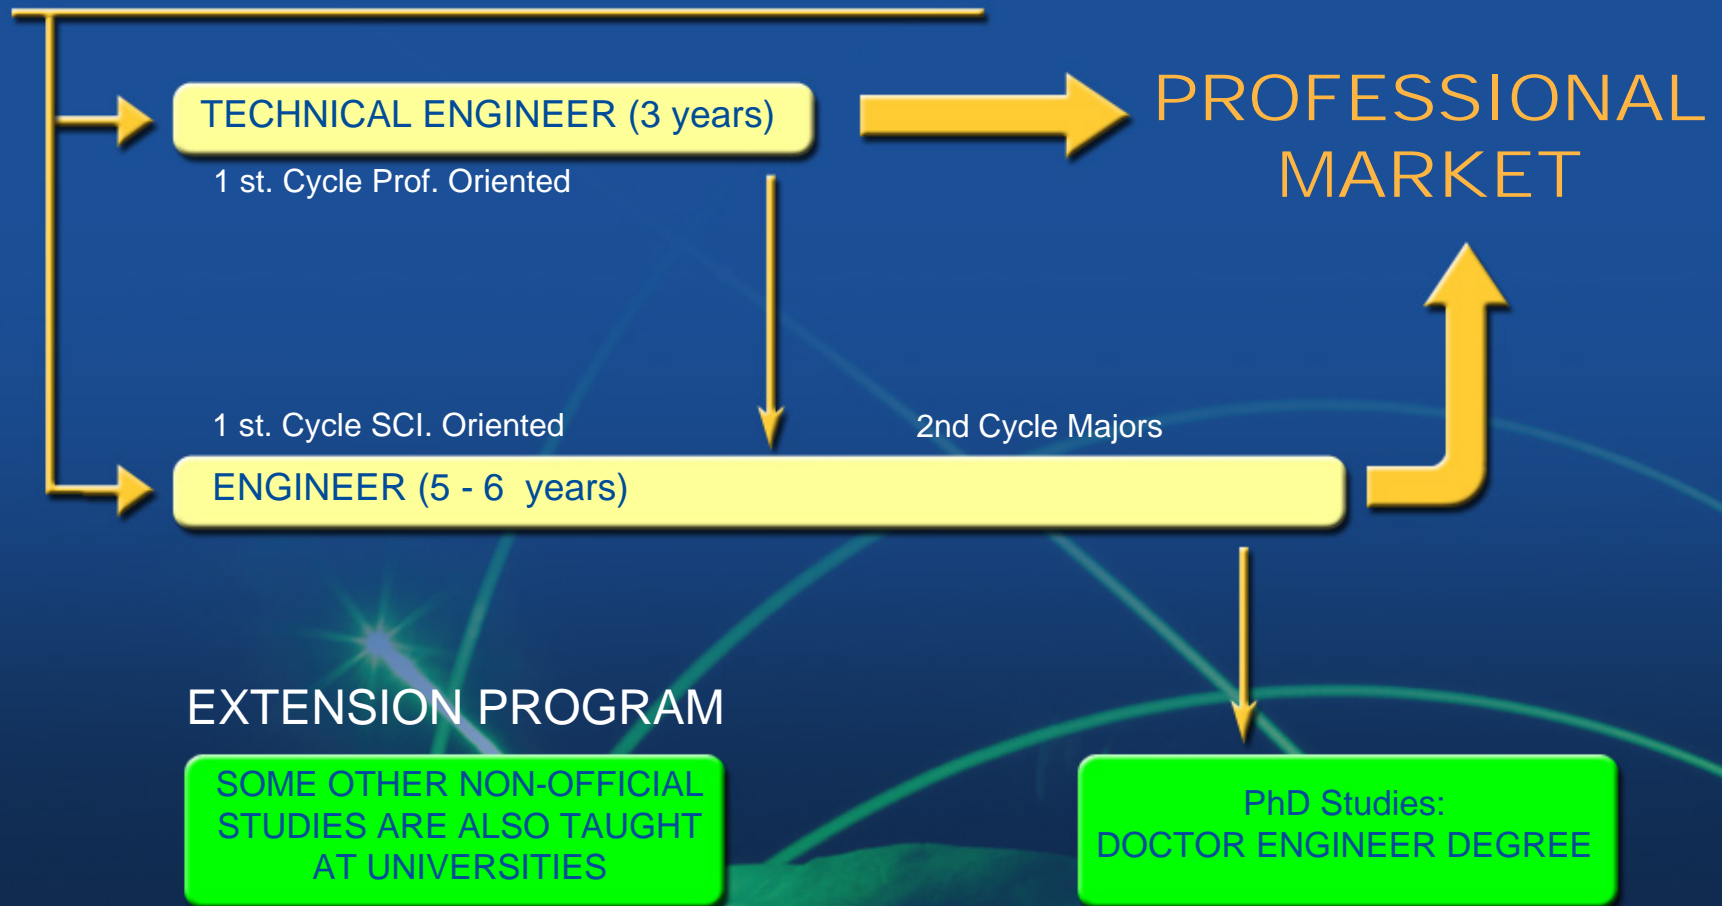 TECHNICAL ENGINEER (3 years)
1 st. Cycle Prof. Oriented
PROFESSIONAL
MARKET
1 st. Cycle SCI. Oriented
2nd Cycle Majors
ENGINEER (5 - 6  years)
EXTENSION PROGRAM
SOME OTHER NON-OFFICIAL
STUDIES ARE ALSO TAUGHT
AT UNIVERSITIES
PhD Studies:
DOCTOR ENGINEER DEGREE